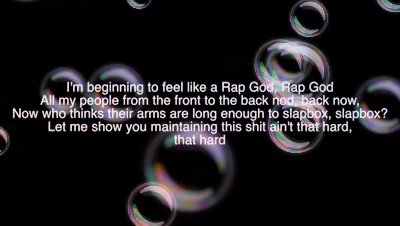 I'm beginning to feel like a Rap God, Rap God
All my people from the front to the back nod, back now,
Now who thinks their arms are long enough to slapbox, slapbox?
Let me show you maintaining this shit ain't that hard,
that hard